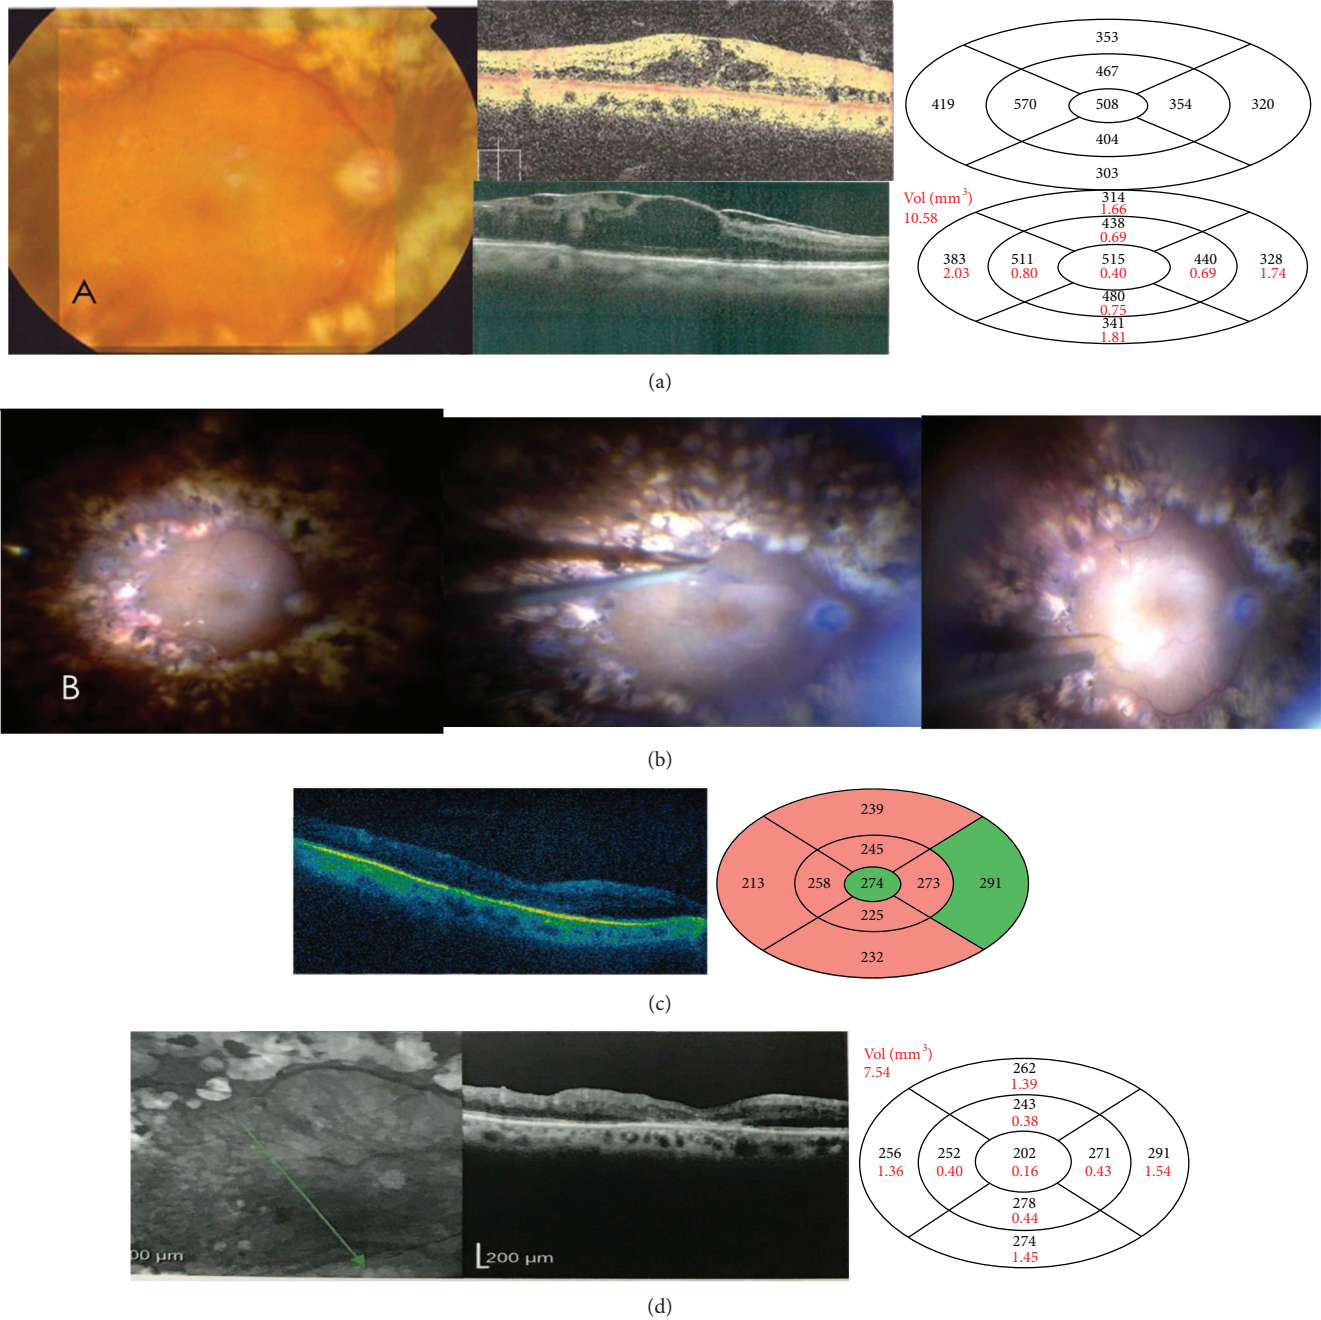 A
353
467
419 570 508 354 320
404
303
Vol (mm³)
10.58
314
1.66
438
0.69
383 511 515 440 328
2.03 0.80 0.40 0.69 1.74
480
0.75
341
1.81
(a)
B
(b)
239
245
213 258 274 273 291
225
232
(c)
00 µm
200 µm
Vol (mm³)
7.54
262
1.39
243
0.38
256 252 202 271 291
1.36 0.40 0.16 0.43 1.54
278
0.44
274
1.45
(d)